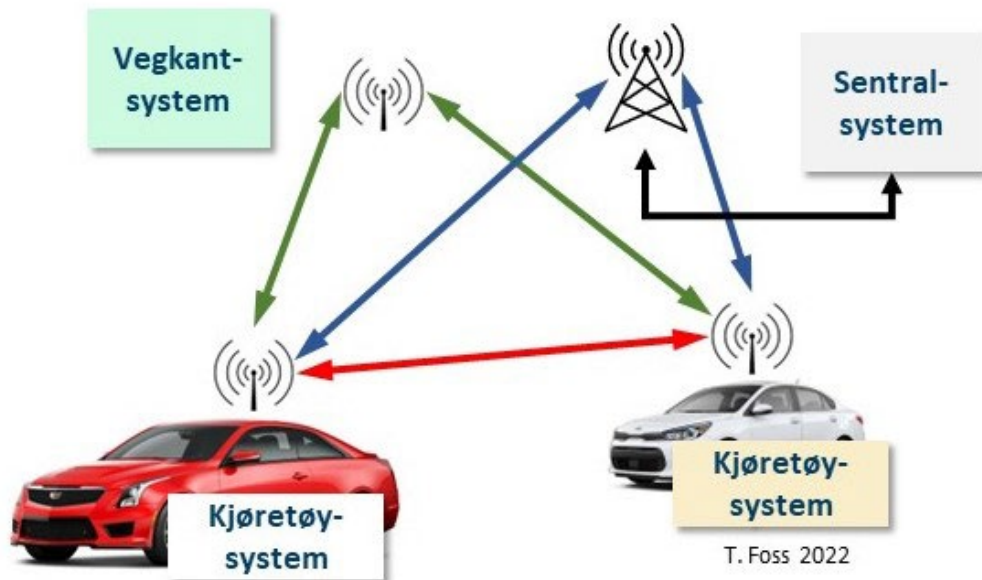 Vegkant-
system
Sentral-
system
Kjøretøy-
system
Kjøretøy-
system
T. Foss 2022